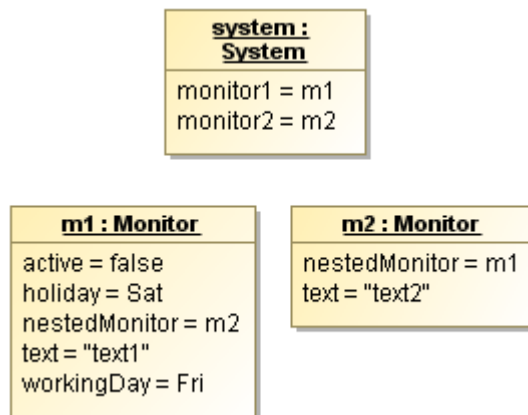 system :
System
monitor1 = m1
monitor2 = m2
m1 : Monitor
active = false
holiday = Sat
nestedMonitor = m2
text = "text1"
workingDay = Fri
m2 : Monitor
nestedMonitor = m1
text = "text2"